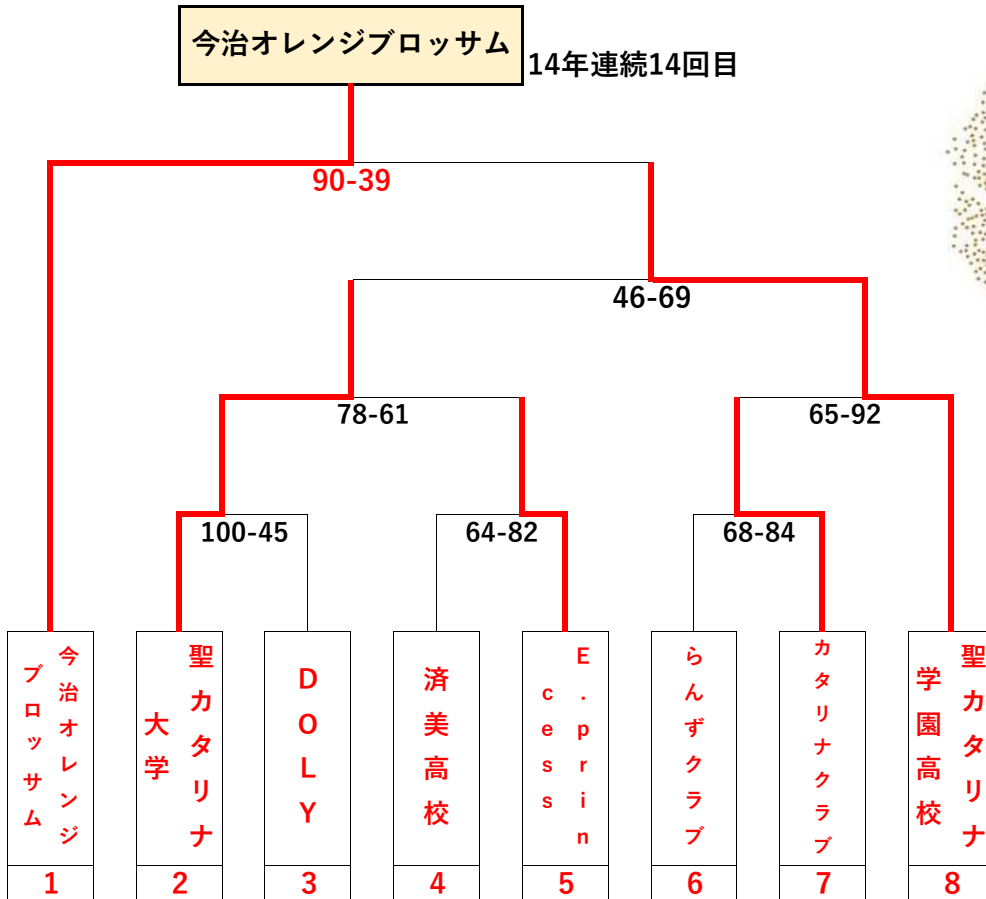 今治オレンジブロッサム
14年連続14回目
90-39
46-69
78-61
65-92
100-45
64-82
68-84
今治オレンジ
ブロッサム
聖カタリナ
大学
DOLY
済美高校
E.prin
cess
らんずクラブ
カタリナクラブ
聖カタリナ
学園高校
1
2
3
4
5
6
7
8